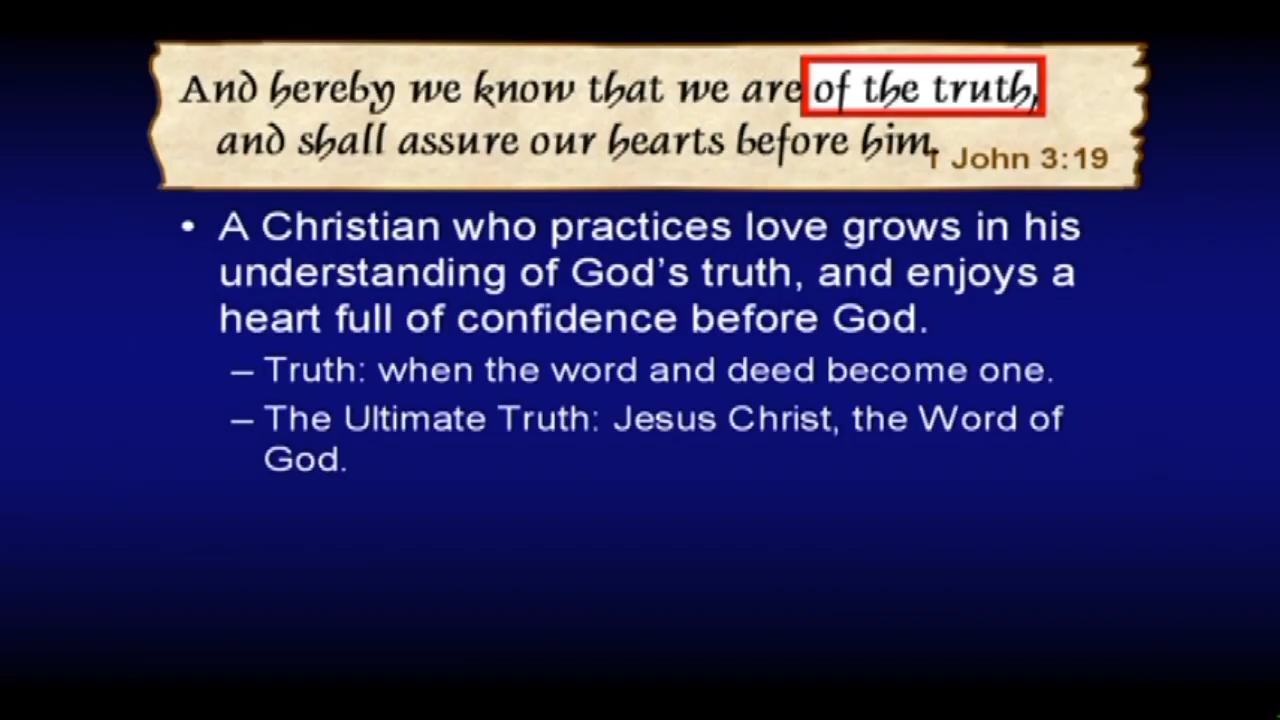 And hereby we know that we are of the truth,
and shall assure our hearts before him.
1 John 3:19
• A Christian who practices love grows in his
understanding of God's truth, and enjoys a
heart full of confidence before God.
– Truth: when the word and deed become one.
– The Ultimate Truth: Jesus Christ, the Word of
God.